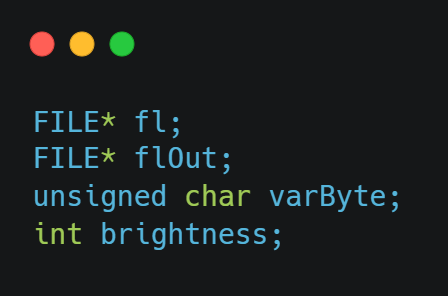 FILE* fl;
FILE* flOut;
unsigned char varByte;
int brightness;